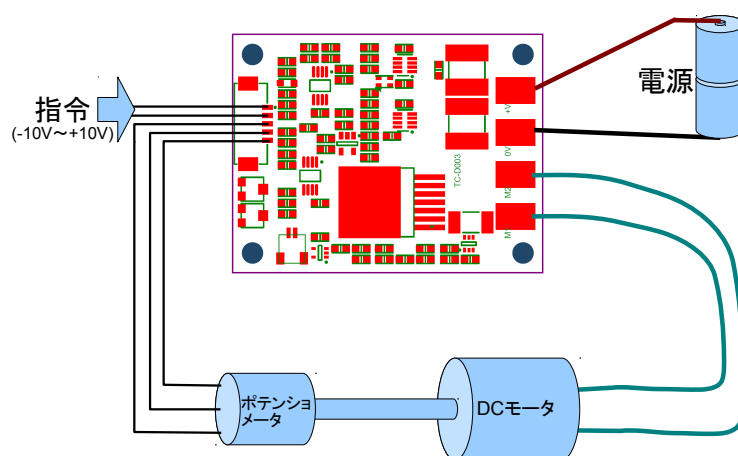 指令
(-10V～+10V)
電源
+V
0V
M2
M
TC-D003
ポテンショ
メータ
DCモータ